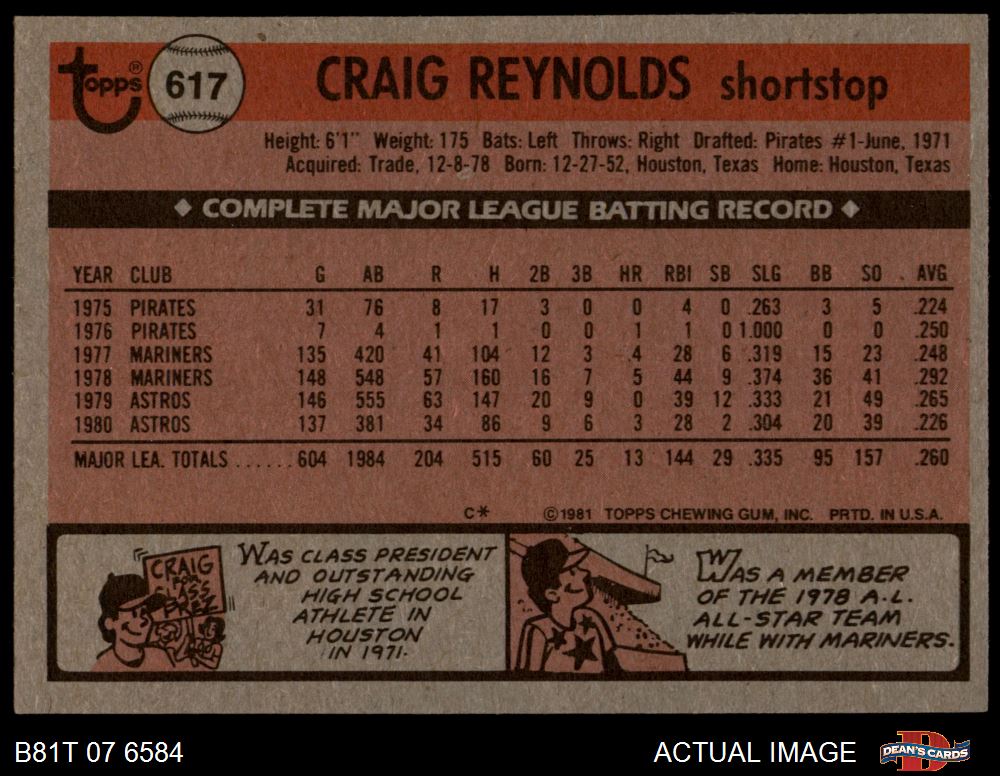 Topps® 617 CRAIG REYNOLDS shortstop
Height: 6'1" Weight: 175 Bats: Left Throws: Right Drafted: Pirates #1-June, 1971
Acquired: Trade, 12-8-78 Born: 12-27-52, Houston, Texas Home: Houston, Texas
◆ COMPLETE MAJOR LEAGUE BATTING RECORD ◆
YEAR CLUB G AB R H 2B 3B HR RBI SB SLG BB SO AVG
1975 PIRATES 31 76 8 17 3 0 0 4 0 .263 3 5 .224
1976 PIRATES 7 4 1 1 0 0 1 1 0 1.000 0 0 .250
1977 MARINERS 135 420 41 104 12 3 4 28 6 .319 15 23 .248
1978 MARINERS 148 548 57 160 16 7 5 44 9 .374 36 41 .292
1979 ASTROS 146 555 63 147 20 9 0 39 12 .333 21 49 .265
1980 ASTROS 137 381 34 86 9 6 3 28 2 .304 20 39 .226
MAJOR LEA. TOTALS ...... 604 1984 204 515 60 25 13 144 29 .335 95 157 .260
C* ©1981 TOPPS CHEWING GUM, INC. PRTD. IN U.S.A.
CRAIG
FOR
PREZ
WAS CLASS PRESIDENT
AND OUTSTANDING
HIGH SCHOOL
ATHLETE IN
HOUSTON
IN 1971.
WAS A MEMBER
OF THE 1978 A.L.
ALL-STAR TEAM
WHILE WITH MARINERS.
B81T 07 6584 ACTUAL IMAGE DEAN'S CARDS